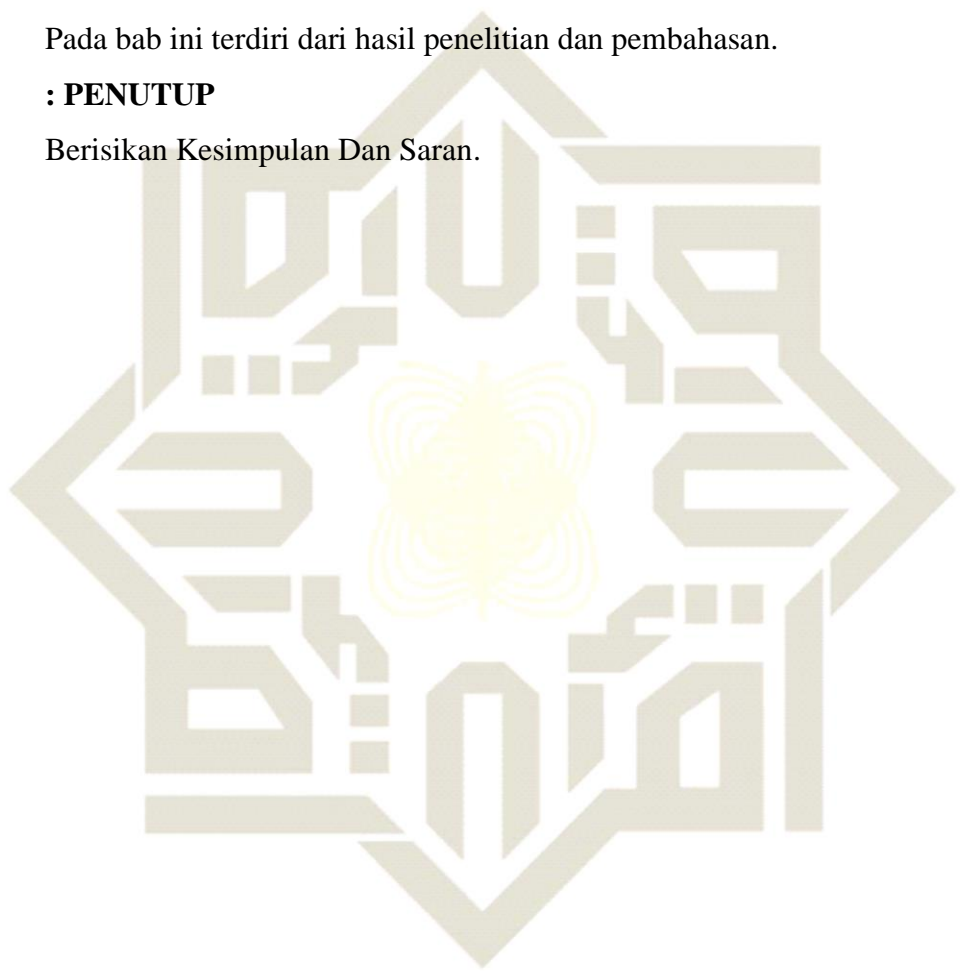 Pada bab ini terdiri dari hasil penelitian dan pembahasan.
: PENUTUP
Berisikan Kesimpulan Dan Saran.